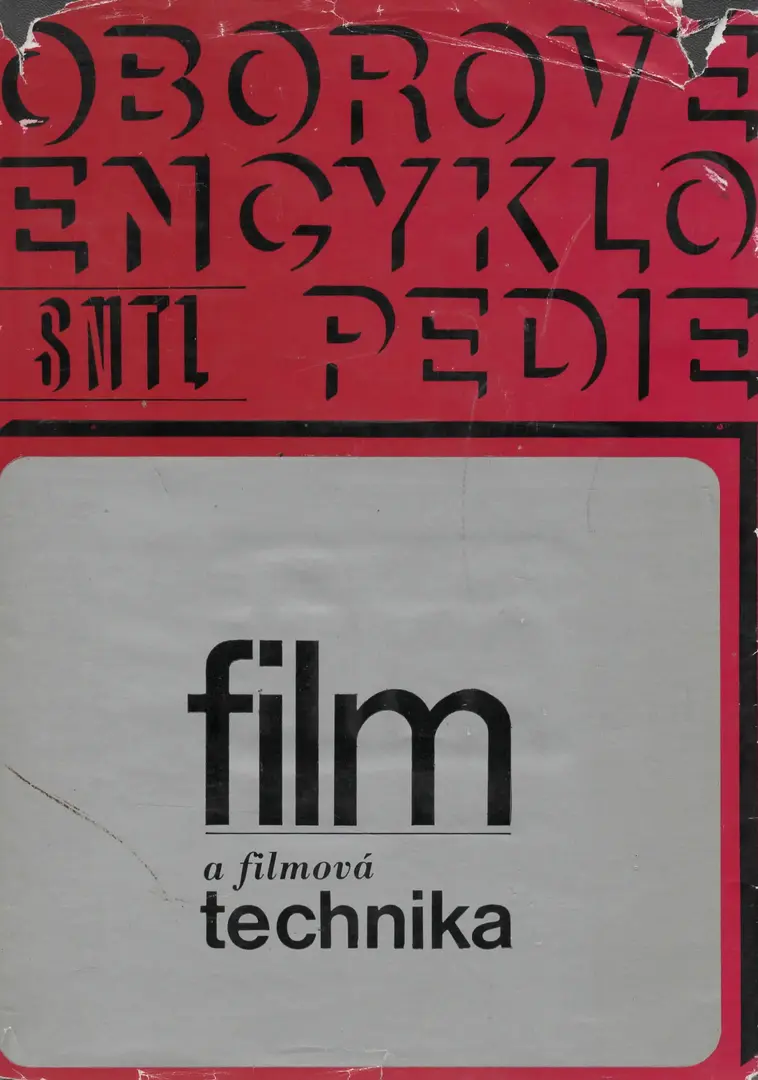 OBOROVÉ
ENCYKLO
SNTL PEDIE
film
a filmová
technika